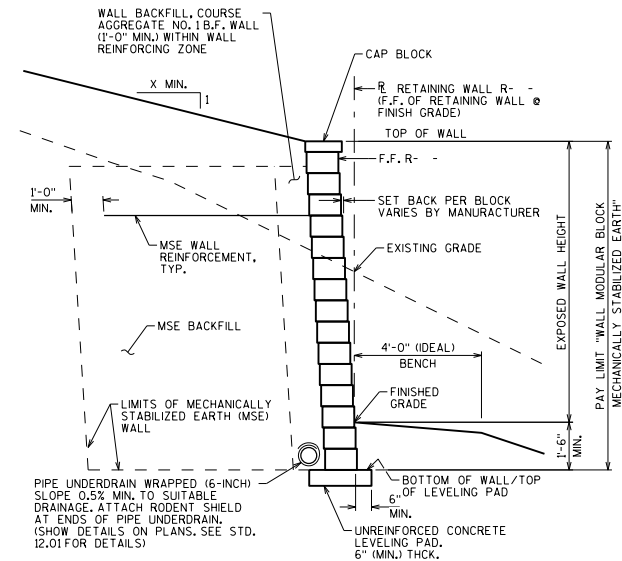 WALL BACKFILL, COURSE
AGGREGATE NO. 1 B.F. WALL
(1'-0" MIN.) WITHIN WALL
REINFORCING ZONE
CAP BLOCK
X MIN.
1
RL RETAINING WALL R- -
(F.F. OF RETAINING WALL @
FINISH GRADE)
TOP OF WALL
F.F. R- -
1'-0"
MIN.
SET BACK PER BLOCK
VARIES BY MANURACTURER
MSE WALL
REINFORCEMENT,
TYP.
EXISTING GRADE
EXPOSED WALL HEIGHT
PAY LIMIT "WALL MODULAR BLOCK
MECHANICALLY STABILIZED EARTH"
MSE BACKFILL
4'-0" (IDEAL)
BENCH
FINISHED
GRADE
LIMITS OF MECHANICALLY
STABILIZED EARTH (MSE)
WALL
1'-6"
MIN.
PIPE UNDERDRAIN WRAPPED (6-INCH)
SLOPE 0.5% MIN. TO SUITABLE
DRAINAGE. ATTACH RODENT SHIELD
AT ENDS OF PIPE UNDERDRAIN.
(SHOW DETAILS ON PLANS. SEE STD.
12.01 FOR DETAILS)
BOTTOM OF WALL/TOP
OF LEVELING PAD
6"
MIN.
UNREINFORCED CONCRETE
LEVELING PAD.
6" (MIN.) THCK.